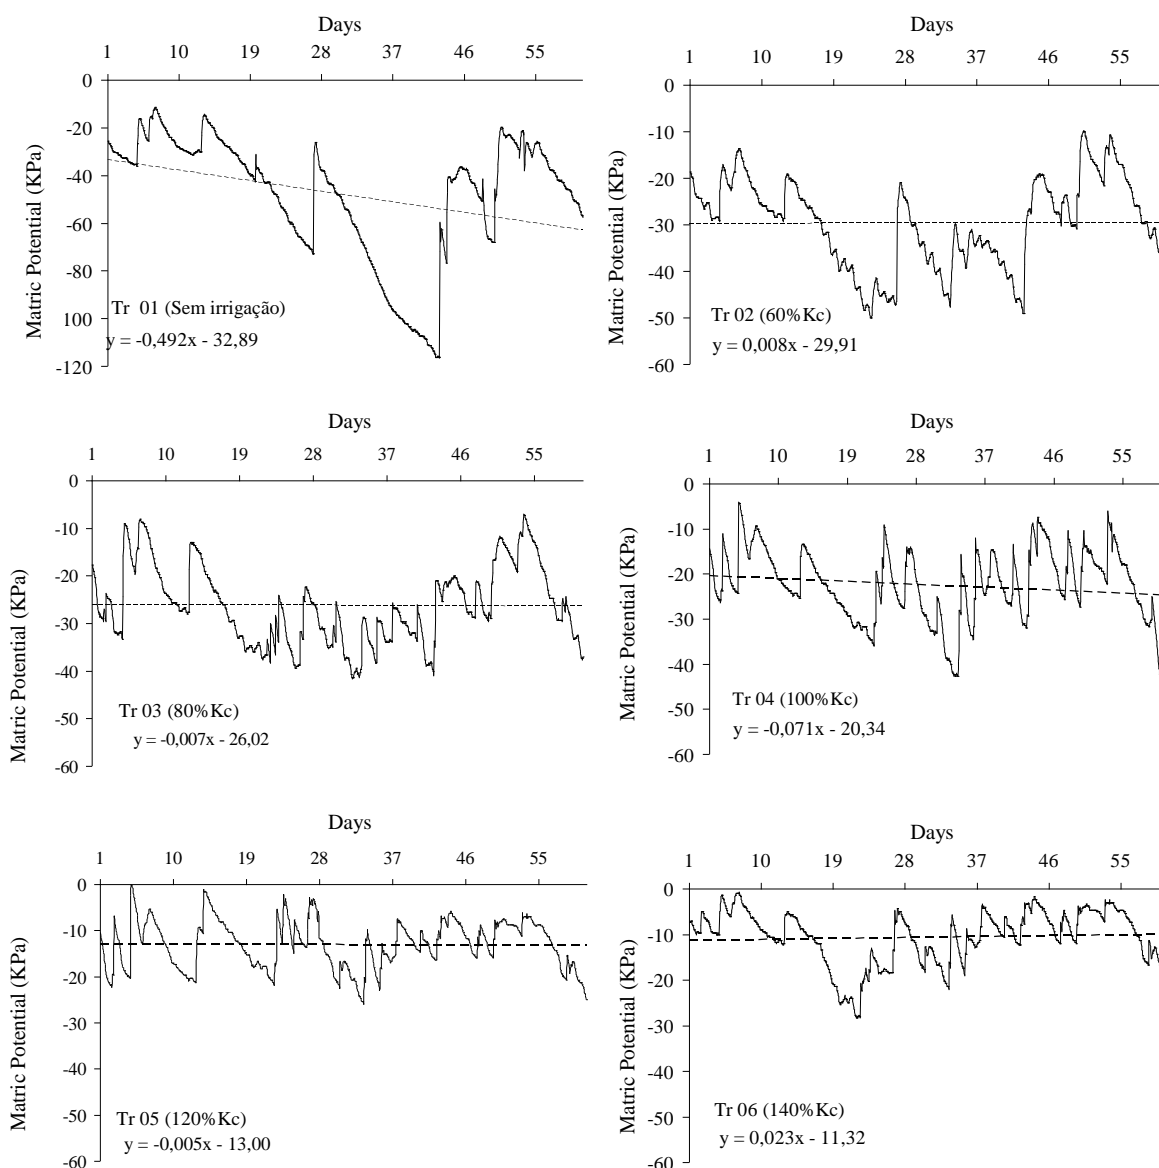 Days
1 10 19 28 37 46 55
0
-20
-40
-60
-80
100
-120
Matric Potential (KPa)
Tr 01 (Sem irrigação)
y = -0,492x - 32,89
Days
1 10 19 28 37 46 55
0
-10
-20
-30
-40
-50
-60
Matric Potential (KPa)
Tr 02 (60%Kc)
y = 0,008x - 29,91
Days
1 10 19 28 37 46 55
0
-10
-20
-30
-40
-50
-60
Matric Potential (KPa)
Tr 03 (80%Kc)
y = -0,007x - 26,02
Days
1 10 19 28 37 46 55
0
-10
-20
-30
-40
-50
-60
Matric Potential (KPa)
Tr 04 (100%Kc)
y = -0,071x - 20,34
Days
1 10 19 28 37 46 55
0
-10
-20
-30
-40
-50
-60
Matric Potential (KPa)
Tr 05 (120%Kc)
y = -0,005x - 13,00
Days
1 10 19 28 37 46 55
0
-10
-20
-30
-40
-50
-60
Matric Potential (KPa)
Tr 06 (140%Kc)
y = 0,023x - 11,32